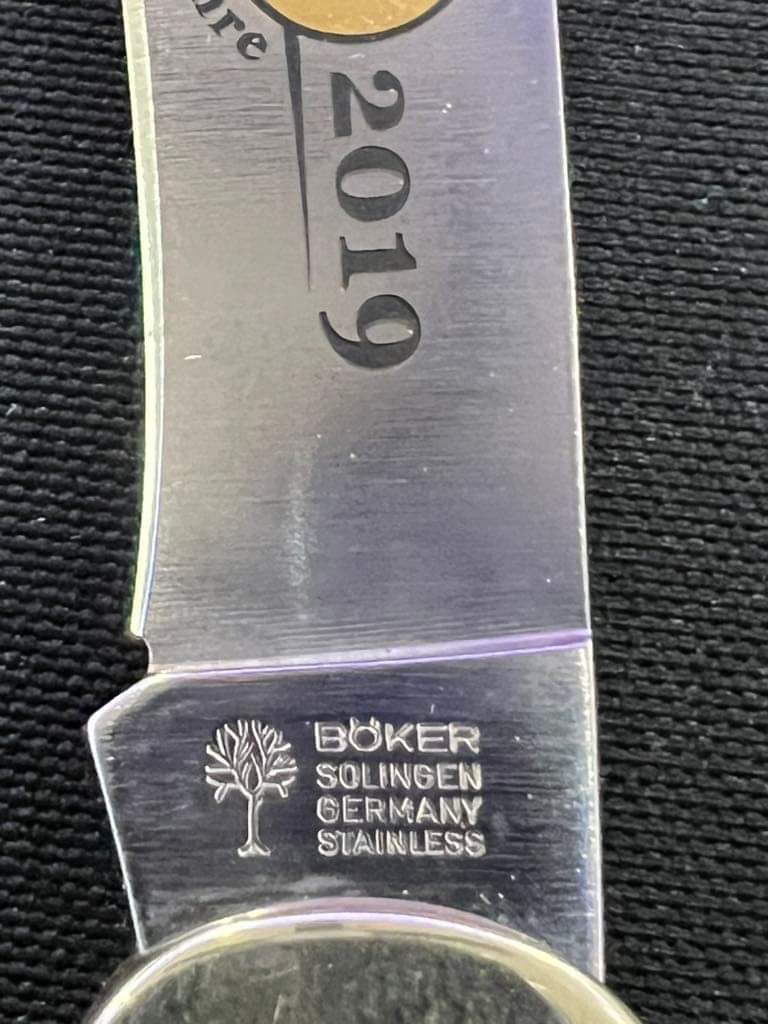 2019
BÖKER
SOLINGEN
GERMANY
STAINLESS